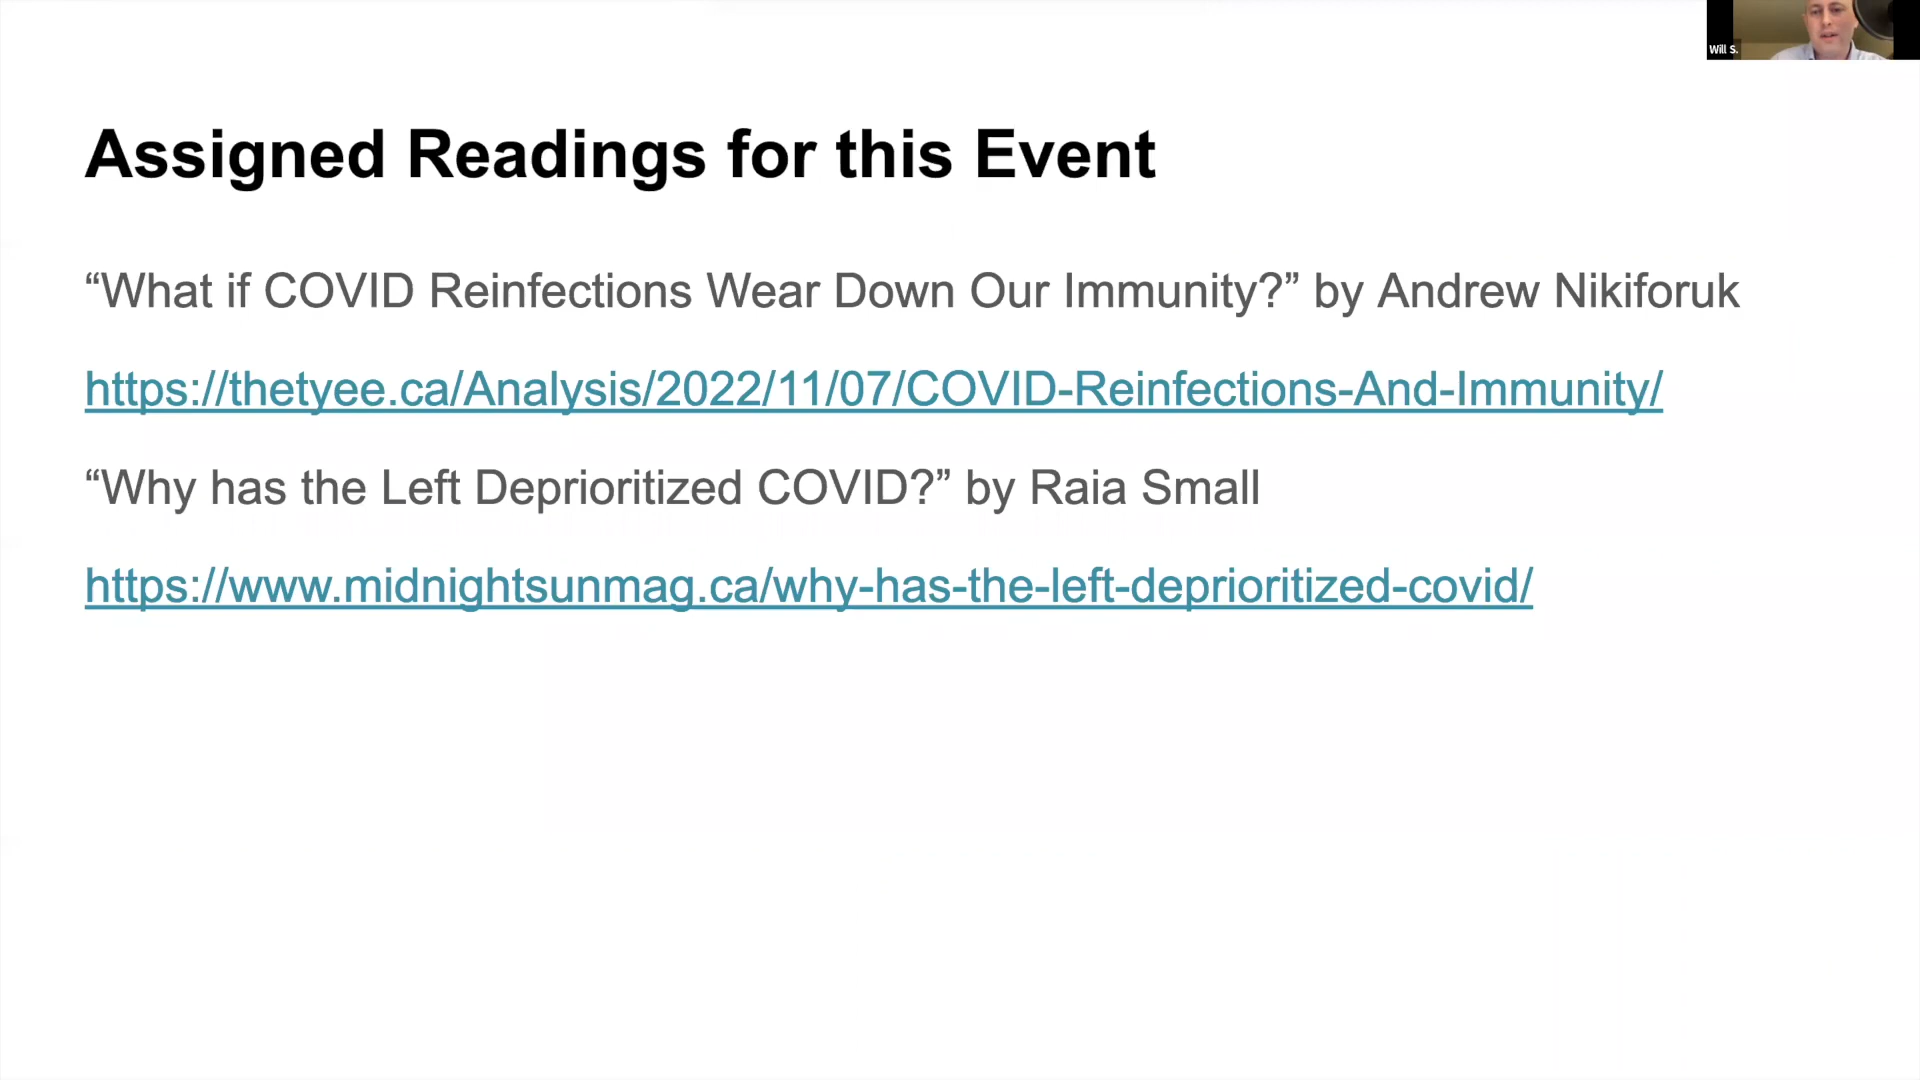 Will S.
Assigned Readings for this Event
“What if COVID Reinfections Wear Down Our Immunity?” by Andrew Nikiforuk
https://thetyee.ca/Analysis/2022/11/07/COVID-Reinfections-And-Immunity/
“Why has the Left Deprioritized COVID?” by Raia Small
https://www.midnightsunmag.ca/why-has-the-left-deprioritized-covid/